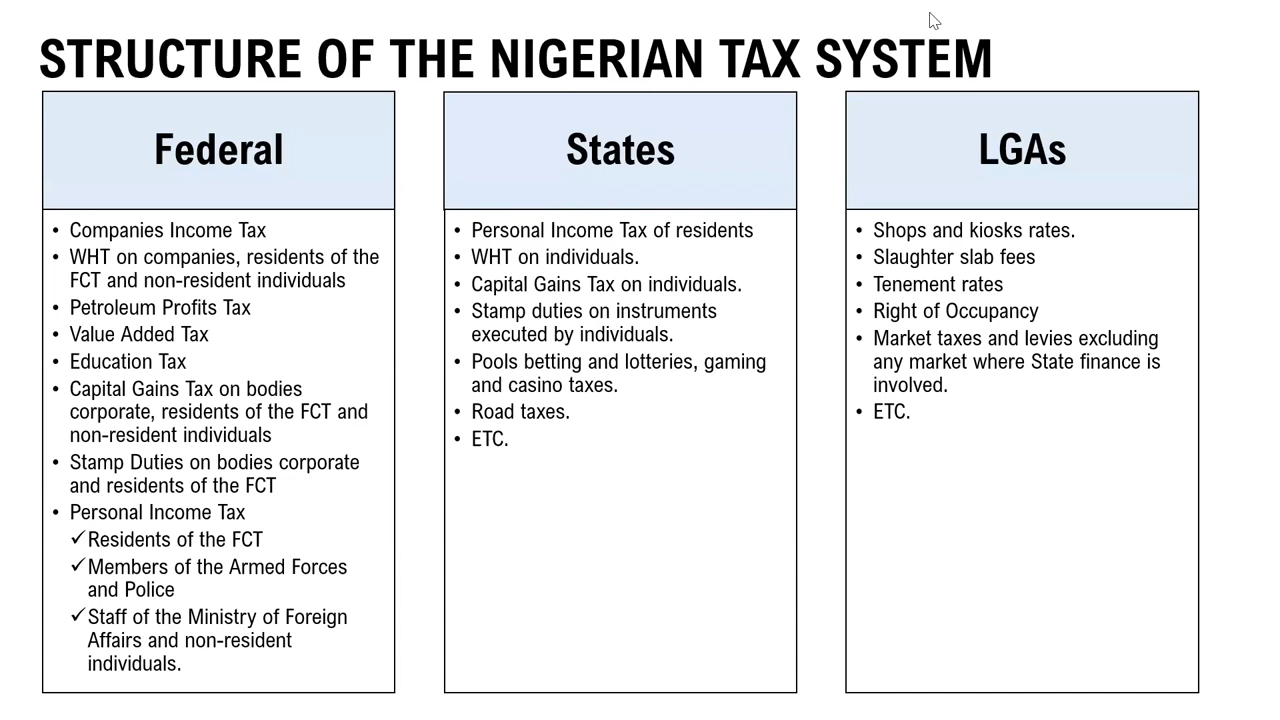 STRUCTURE OF THE NIGERIAN TAX SYSTEM
Federal
• Companies Income Tax
• WHT on companies, residents of the
FCT and non-resident individuals
• Petroleum Profits Tax
• Value Added Tax
• Education Tax
• Capital Gains Tax on bodies
corporate, residents of the FCT and
non-resident individuals
• Stamp Duties on bodies corporate
and residents of the FCT
• Personal Income Tax
✓Residents of the FCT
✓Members of the Armed Forces
and Police
✓Staff of the Ministry of Foreign
Affairs and non-resident
individuals.
States
• Personal Income Tax of residents
• WHT on individuals.
• Capital Gains Tax on individuals.
• Stamp duties on instruments
executed by individuals.
• Pools betting and lotteries, gaming
and casino taxes.
• Road taxes.
• ETC.
LGAs
• Shops and kiosks rates.
• Slaughter slab fees
• Tenement rates
• Right of Occupancy
• Market taxes and levies excluding
any market where State finance is
involved.
• ETC.